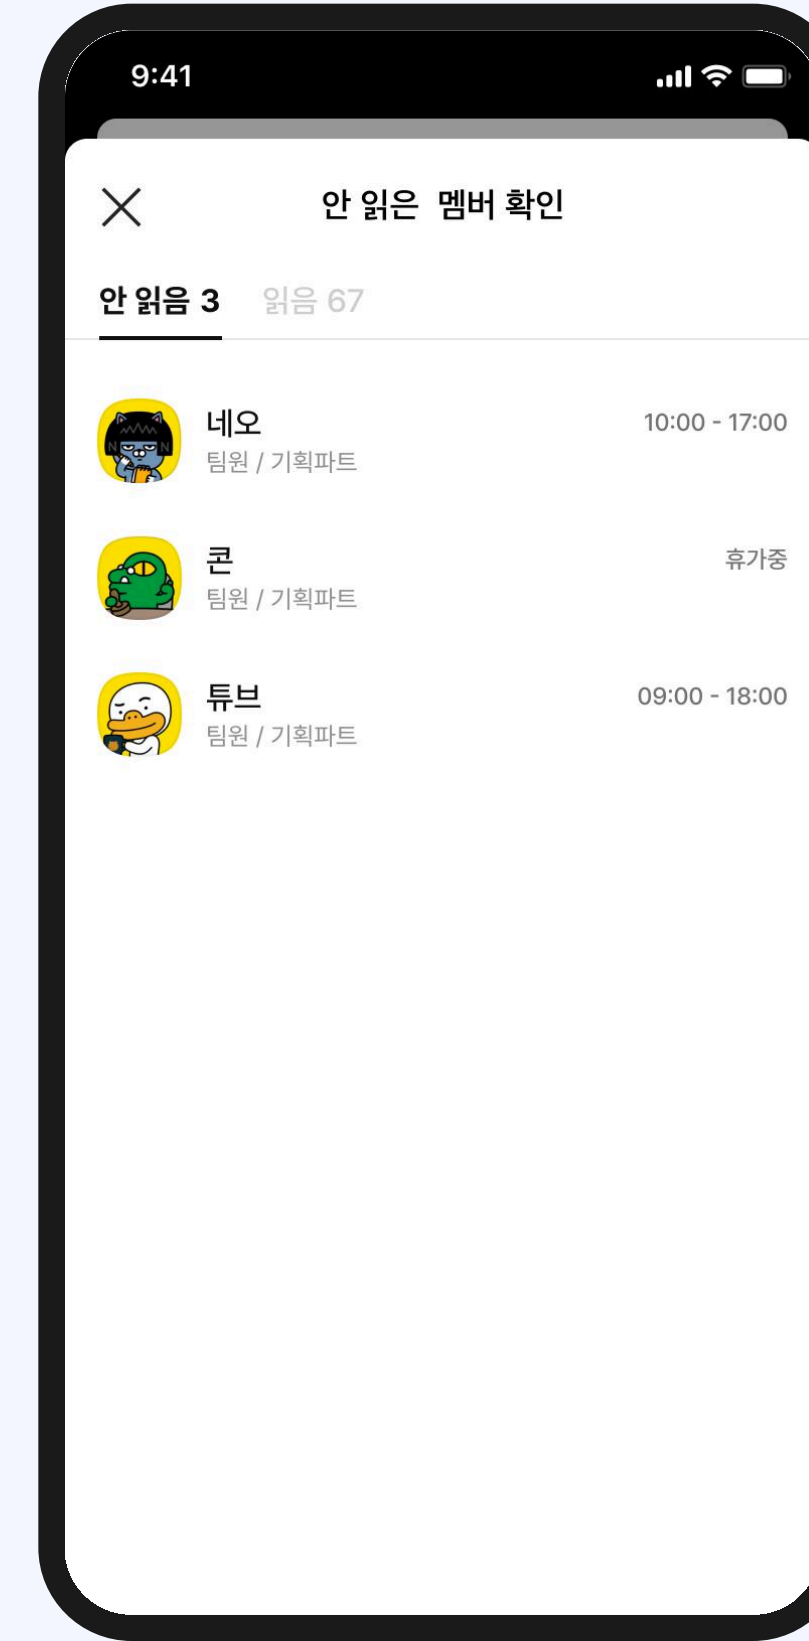 9:41
안 읽은 멤버 확인
안 읽음 3 읽음 67
네오 10:00 - 17:00
팀원 / 기획파트
콘 휴가중
팀원 / 기획파트
튜브 09:00 - 18:00
팀원 / 기획파트